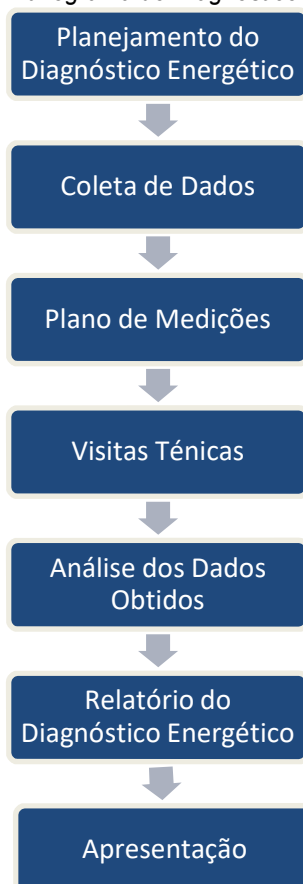 Planejamento do
Diagnóstico Energético
Coleta de Dados
Plano de Medições
Visitas Ténicas
Análise dos Dados
Obtidos
Relatório do
Diagnóstico Energético
Apresentação